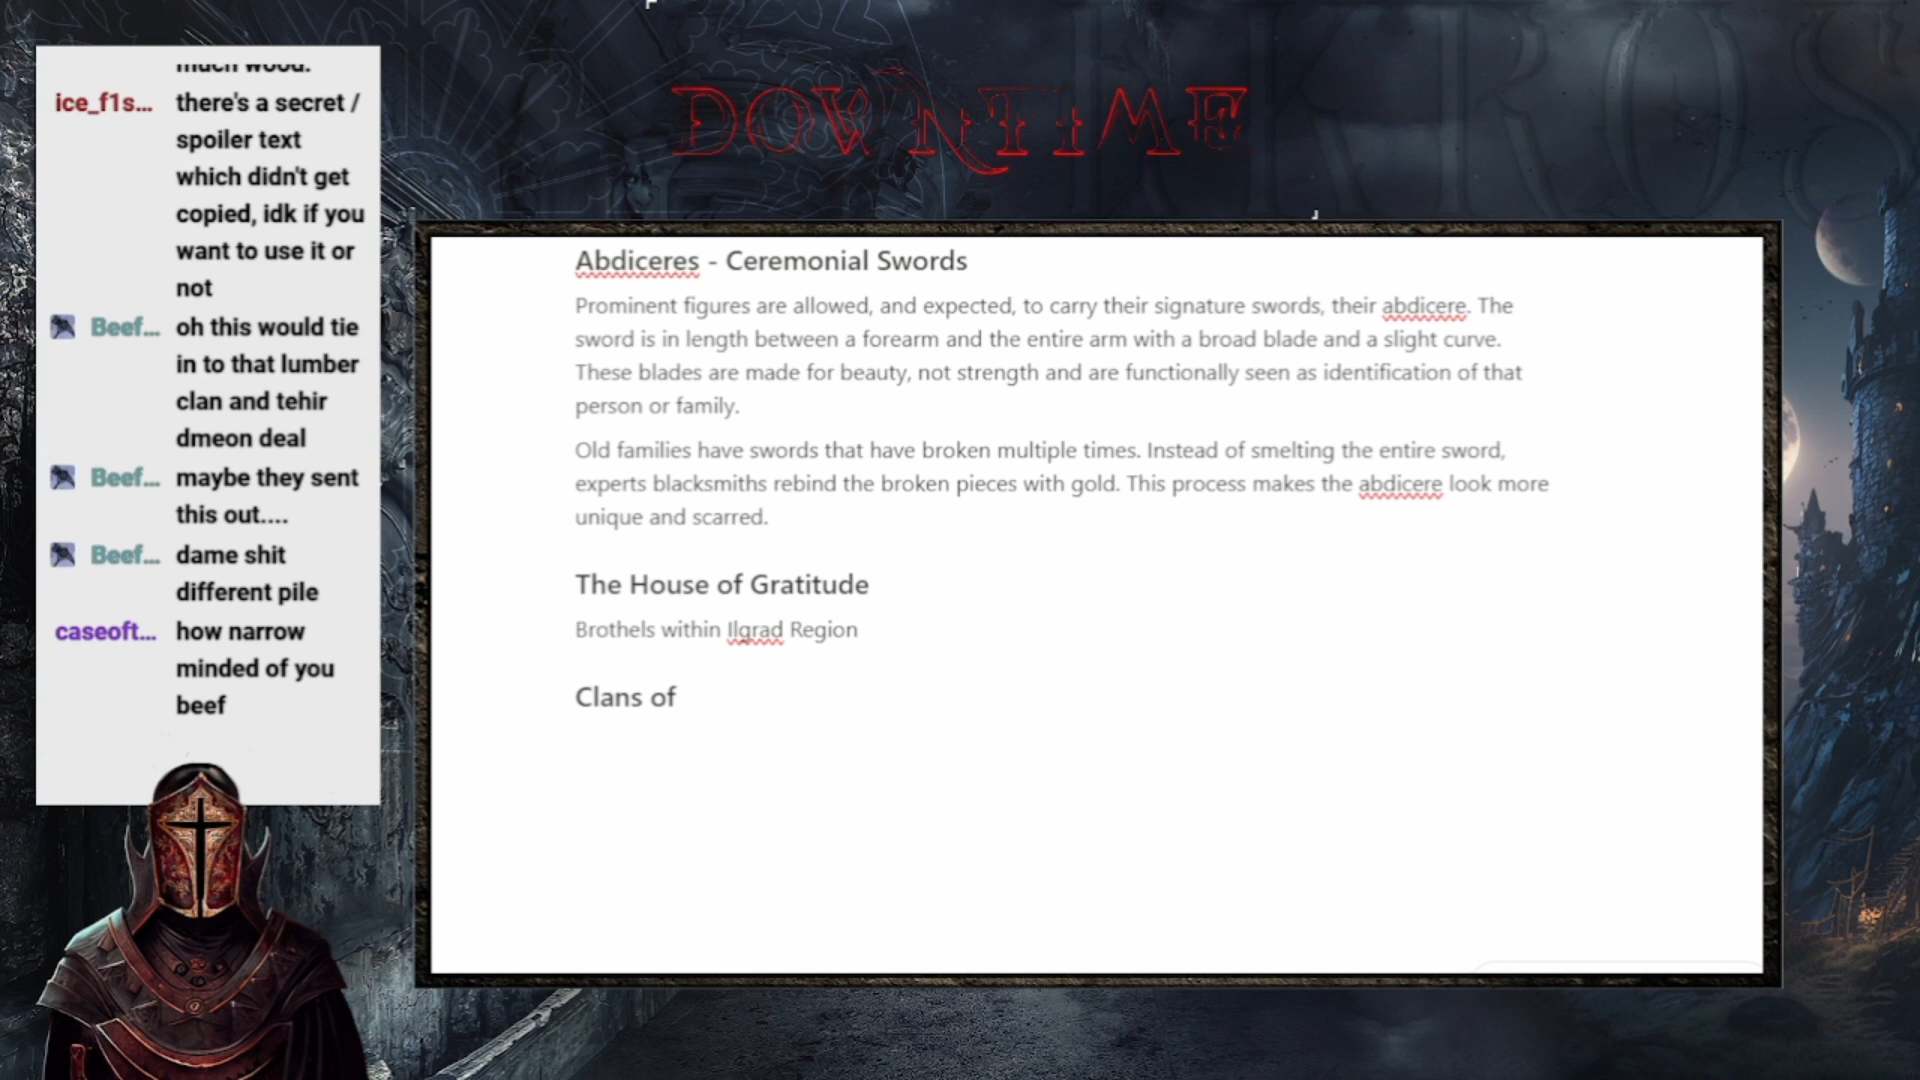 much wood.
ice_f1s... there's a secret /
spoiler text
which didn't get
copied, idk if you
want to use it or
not
Beef... oh this would tie
in to that lumber
clan and tehir
dmeon deal
Beef... maybe they sent
this out....
Beef... dame shit
different pile
caseoft... how narrow
minded of you
beef
DOWNTIME
Abdiceres - Ceremonial Swords
Prominent figures are allowed, and expected, to carry their signature swords, their abdicere. The
sword is in length between a forearm and the entire arm with a broad blade and a slight curve.
These blades are made for beauty, not strength and are functionally seen as identification of that
person or family.
Old families have swords that have broken multiple times. Instead of smelting the entire sword,
experts blacksmiths rebind the broken pieces with gold. This process makes the abdicere look more
unique and scarred.
The House of Gratitude
Brothels within Ilgrad Region
Clans of